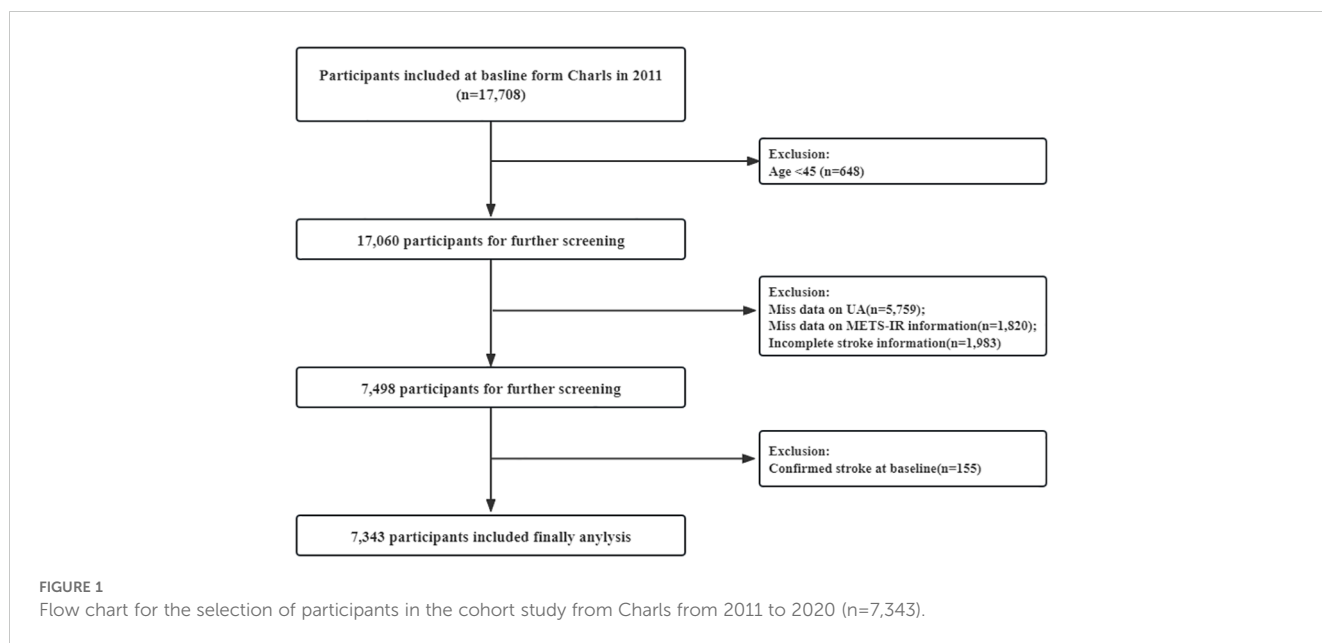 Participants included at basline form Charls in 2011
(n=17,708)
Exclusion:
Age <45 (n=648)
17,060 participants for further screening
Exclusion:
Miss data on UA(n=5,759);
Miss data on METS-IR information(n=1,820);
Incomplete stroke information(n=1,983)
7,498 participants for further screening
Exclusion:
Confirmed stroke at baseline(n=155)
7,343 participants included finally anylysis
FIGURE 1
Flow chart for the selection of participants in the cohort study from Charls from 2011 to 2020 (n=7,343).